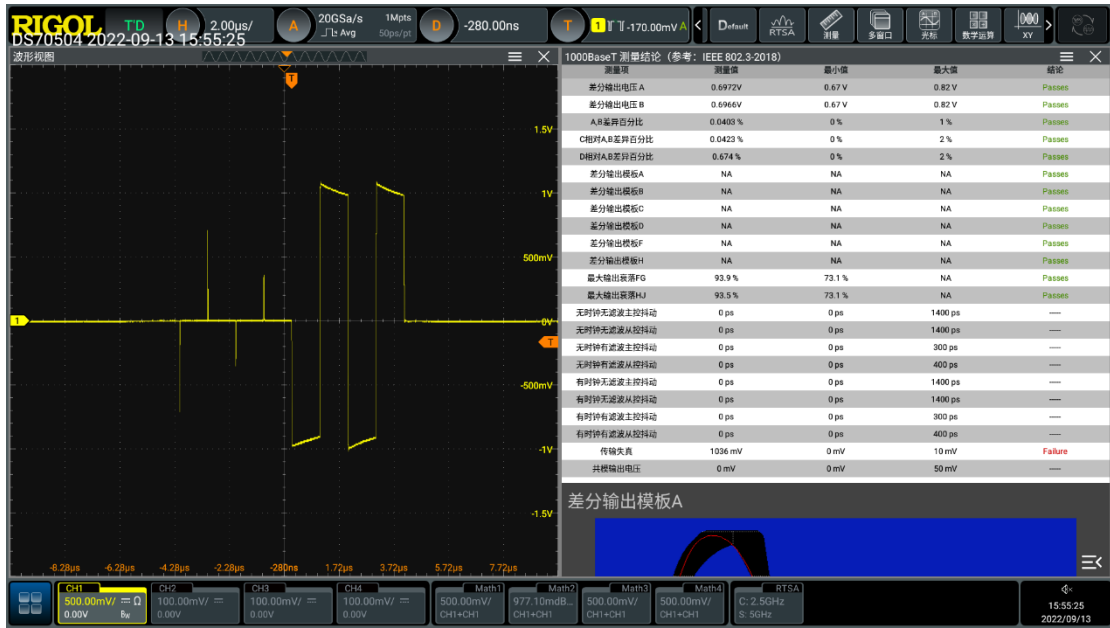 RIGOL T'D H 2.00μs/ A 20GSa/s 1Mpts D -280.00ns T 1 -170.00mV A Default RTSA 测量 多窗口 光标 数学运算 XY
Avg 50ps/pt
DS70504 2022-09-13 15:55:25
波形视图
T
1.5V
1V
500mV
1
0V
T
-500mV
-1V
-1.5V
-8.28μs -6.28μs -4.28μs -2.28μs -280ns 1.72μs 3.72μs 5.72μs 7.72μs
1000BaseT 测量结论（参考：IEEE 802.3-2018）
测量项 测量值 最小值 最大值 结论
差分输出电压 A 0.6972V 0.67 V 0.82 V Passes
差分输出电压 B 0.6966V 0.67 V 0.82 V Passes
A,B差异百分比 0.0403 % 0 % 1 % Passes
C相对A,B差异百分比 0.0423 % 0 % 2 % Passes
D相对A,B差异百分比 0.674 % 0 % 2 % Passes
差分输出模板A NA NA NA Passes
差分输出模板B NA NA NA Passes
差分输出模板C NA NA NA Passes
差分输出模板D NA NA NA Passes
差分输出模板F NA NA NA Passes
差分输出模板H NA NA NA Passes
最大输出衰落FG 93.9 % 73.1 % NA Passes
最大输出衰落HJ 93.5 % 73.1 % NA Passes
无时钟无滤波主控抖动 0 ps 0 ps 1400 ps ----
无时钟无滤波从控抖动 0 ps 0 ps 1400 ps ----
无时钟有滤波主控抖动 0 ps 0 ps 300 ps ----
无时钟有滤波从控抖动 0 ps 0 ps 400 ps ----
有时钟无滤波主控抖动 0 ps 0 ps 1400 ps ----
有时钟无滤波从控抖动 0 ps 0 ps 1400 ps ----
有时钟有滤波主控抖动 0 ps 0 ps 300 ps ----
有时钟有滤波从控抖动 0 ps 0 ps 400 ps ----
传输失真 1036 mV 0 mV 10 mV Failure
共模输出电压 0 mV 0 mV 50 mV ----
差分输出模板A
CH1 CH2 CH3 CH4 Math1 Math2 Math3 Math4 RTSA
500.00mV/ Ω 100.00mV/ 100.00mV/ 100.00mV/ 500.00mV/ 977.10mdB... 500.00mV/ 500.00mV/ C: 2.5GHz
0.00V Bw 0.00V 0.00V 0.00V CH1+CH1 CH1+CH1 CH1+CH1 CH1+CH1 S: 5GHz
15:55:25
2022/09/13